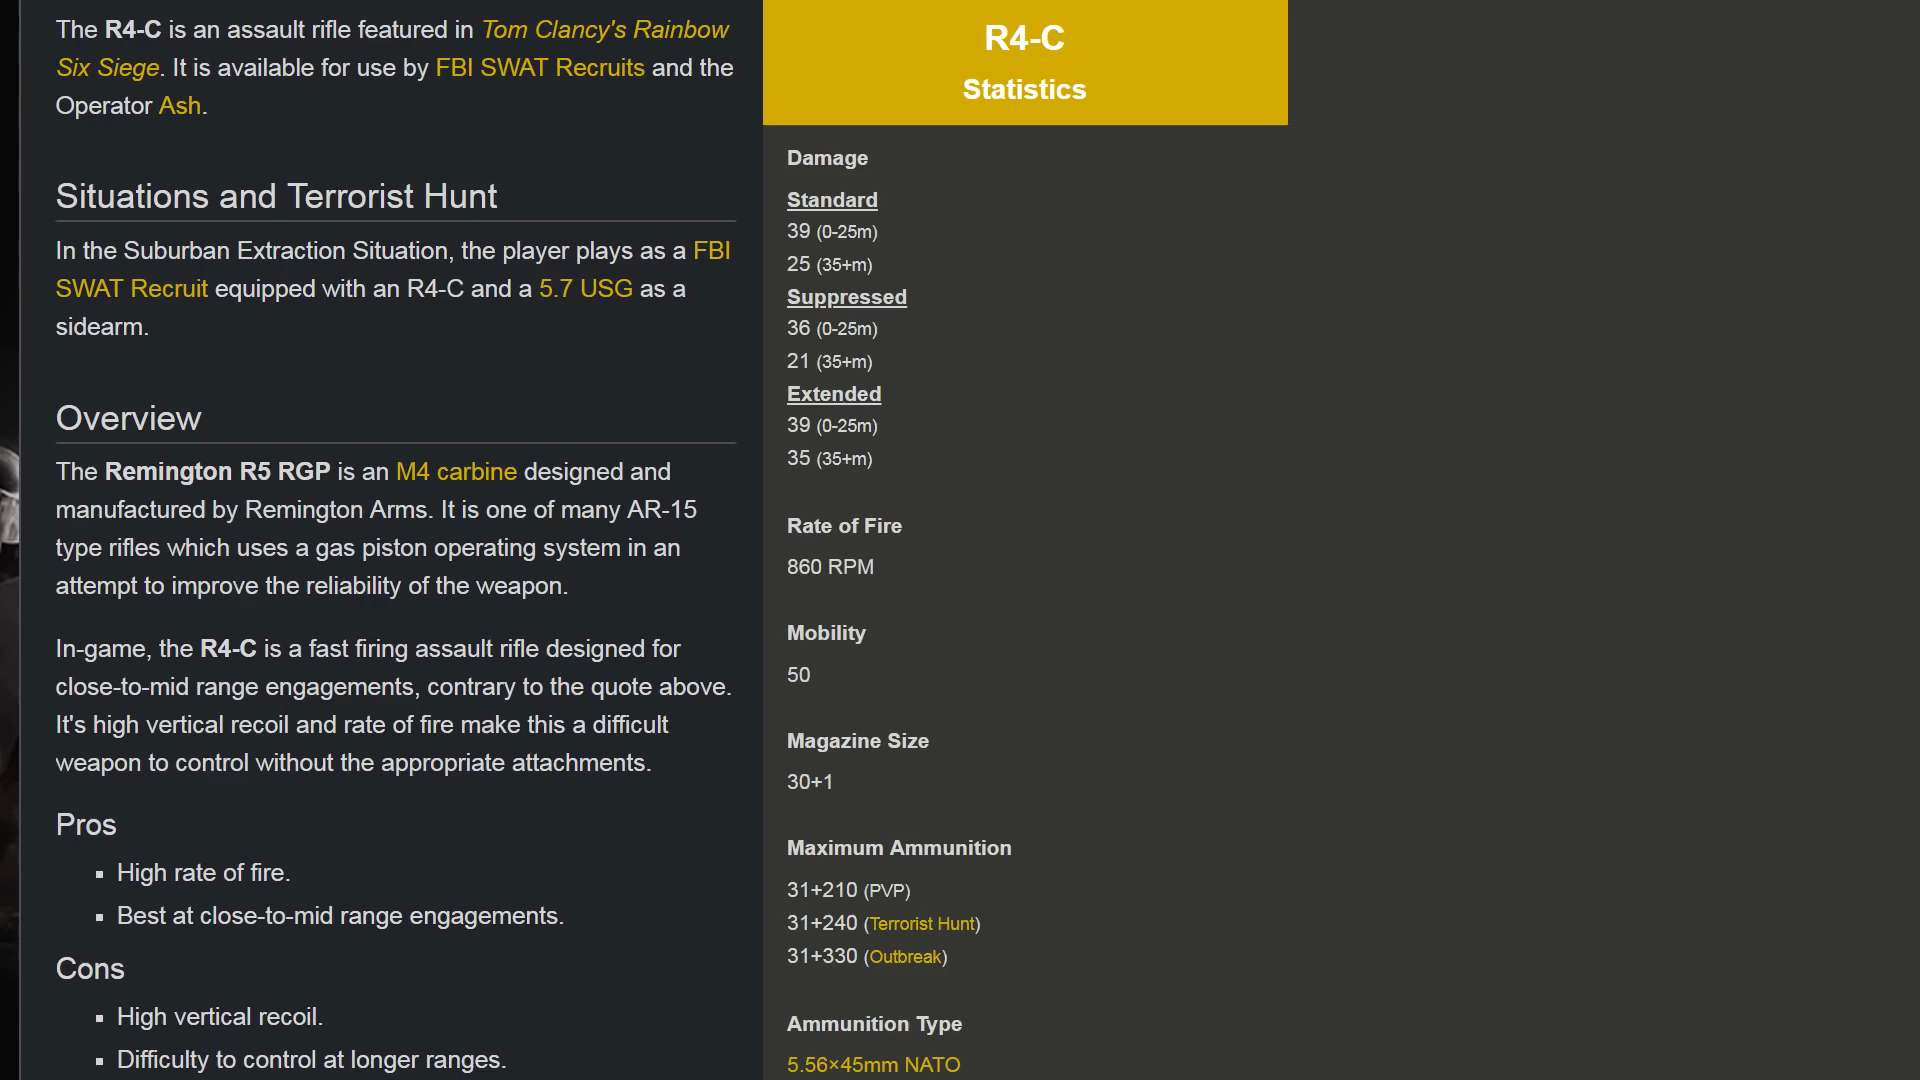 The R4-C is an assault rifle featured in Tom Clancy's Rainbow
Six Siege. It is available for use by FBI SWAT Recruits and the
Operator Ash.
Situations and Terrorist Hunt
In the Suburban Extraction Situation, the player plays as a FBI
SWAT Recruit equipped with an R4-C and a 5.7 USG as a
sidearm.
Overview
The Remington R5 RGP is an M4 carbine designed and
manufactured by Remington Arms. It is one of many AR-15
type rifles which uses a gas piston operating system in an
attempt to improve the reliability of the weapon.
In-game, the R4-C is a fast firing assault rifle designed for
close-to-mid range engagements, contrary to the quote above.
It's high vertical recoil and rate of fire make this a difficult
weapon to control without the appropriate attachments.
Pros
▪ High rate of fire.
▪ Best at close-to-mid range engagements.
Cons
▪ High vertical recoil.
▪ Difficulty to control at longer ranges.
R4-C
Statistics
Damage
Standard
39 (0-25m)
25 (35+m)
Suppressed
36 (0-25m)
21 (35+m)
Extended
39 (0-25m)
35 (35+m)
Rate of Fire
860 RPM
Mobility
50
Magazine Size
30+1
Maximum Ammunition
31+210 (PVP)
31+240 (Terrorist Hunt)
31+330 (Outbreak)
Ammunition Type
5.56×45mm NATO